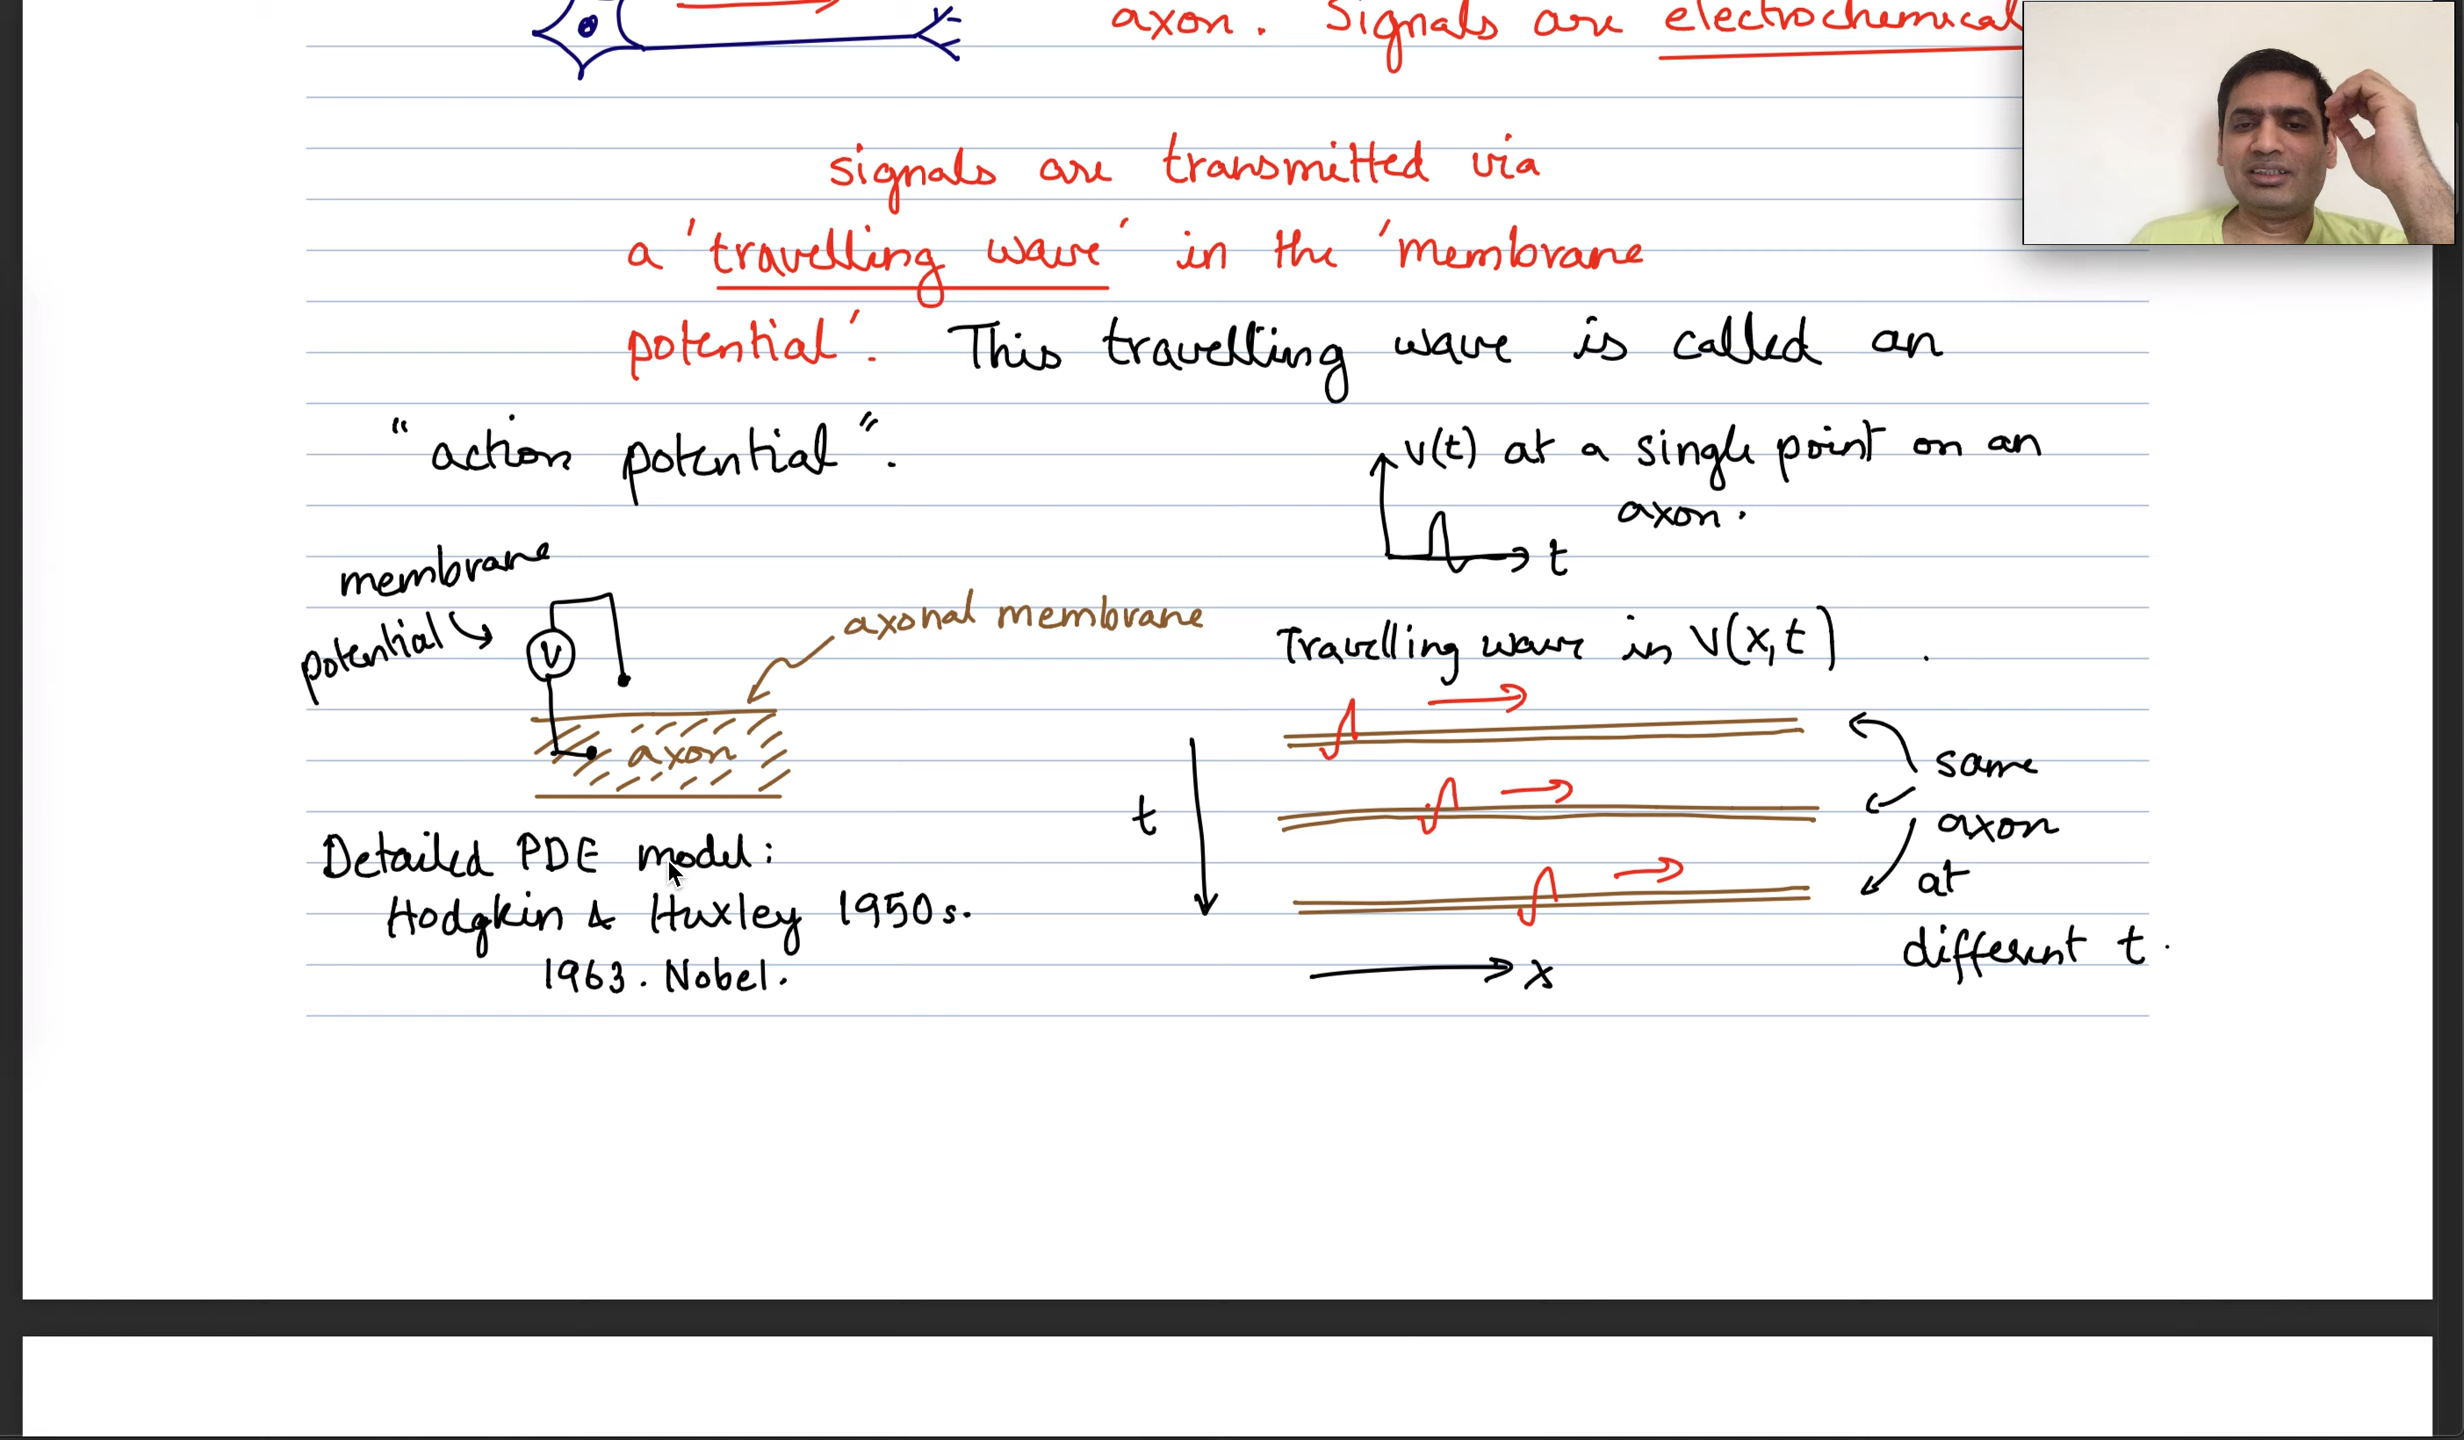 axon. Signals are electrochemical
signals are transmitted via
a 'travelling wave' in the 'membrane
potential'. This travelling wave is called an
"action potential".
v(t) at a single point on an
axon.
t
membrane
potential
V
axonal membrane
axon
Detailed PDE model:
Hodgkin & Huxley 1950s.
1963. Nobel.
Travelling wave in V(x,t).
t
x
same
axon
at
different t.